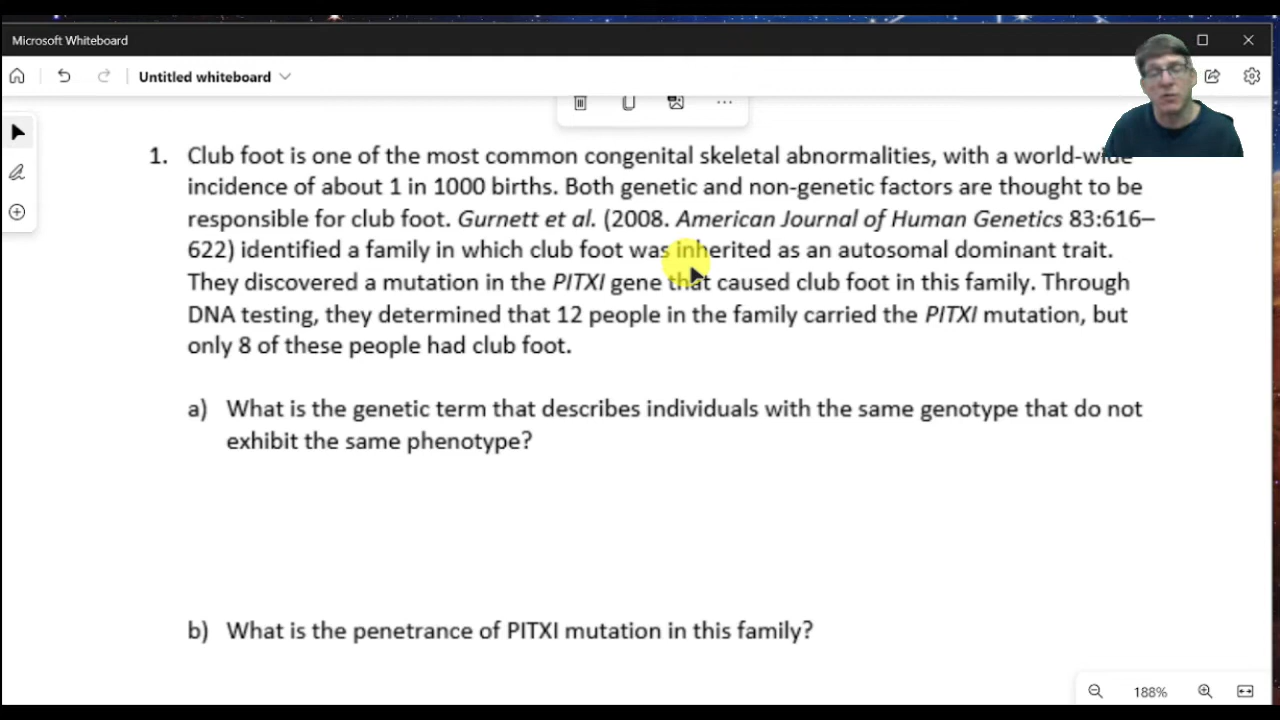 Microsoft Whiteboard
Untitled whiteboard
1. Club foot is one of the most common congenital skeletal abnormalities, with a world-wide
incidence of about 1 in 1000 births. Both genetic and non-genetic factors are thought to be
responsible for club foot. Gurnett et al. (2008. American Journal of Human Genetics 83:616–
622) identified a family in which club foot was inherited as an autosomal dominant trait.
They discovered a mutation in the PITXI gene that caused club foot in this family. Through
DNA testing, they determined that 12 people in the family carried the PITXI mutation, but
only 8 of these people had club foot.
a) What is the genetic term that describes individuals with the same genotype that do not
exhibit the same phenotype?
b) What is the penetrance of PITXI mutation in this family?
188%